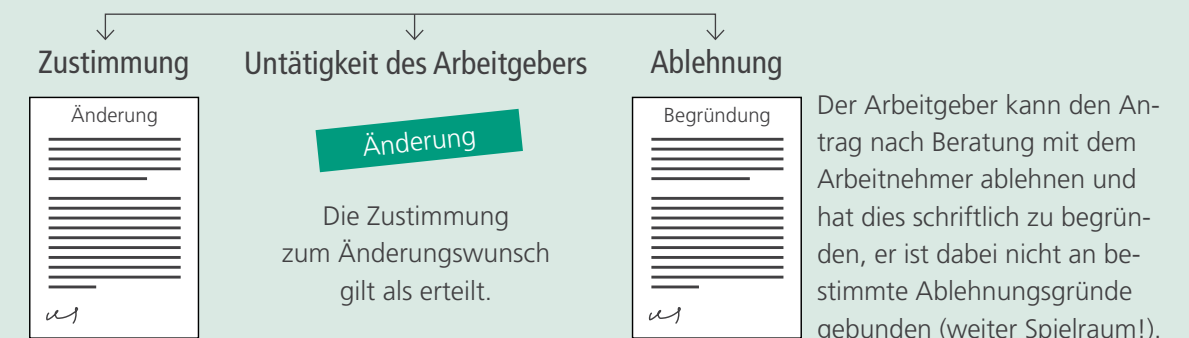 Zustimmung
Untätigkeit des Arbeitgebers
Ablehnung
Änderung
Änderung
Die Zustimmung
zum Änderungswunsch
gilt als erteilt.
Begründung
Der Arbeitgeber kann den An-
trag nach Beratung mit dem
Arbeitnehmer ablehnen und
hat dies schriftlich zu begrün-
den, er ist dabei nicht an be-
stimmte Ablehnungsgründe
gebunden (weiter Spielraum!).